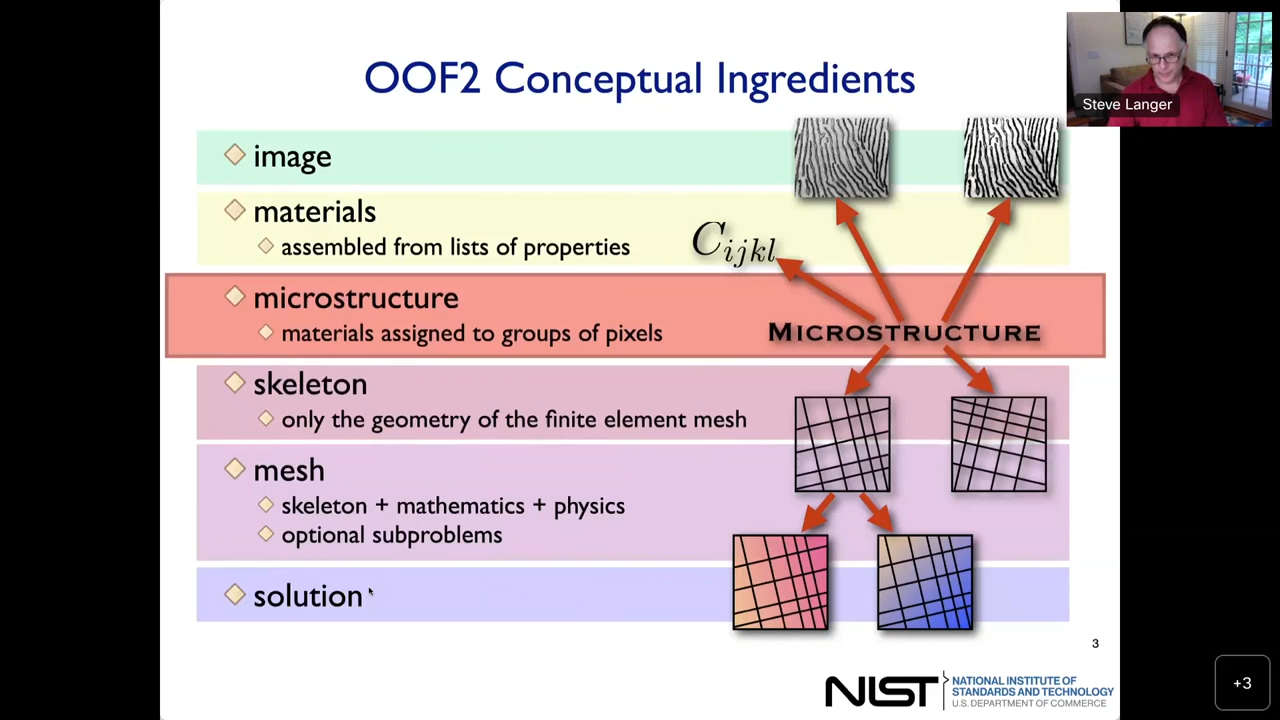 OOF2 Conceptual Ingredients
Steve Langer
image
materials
assembled from lists of properties
C_{ijkl}
microstructure
materials assigned to groups of pixels
MICROSTRUCTURE
skeleton
only the geometry of the finite element mesh
mesh
skeleton + mathematics + physics
optional subproblems
solution
3
NIST
NATIONAL INSTITUTE OF
STANDARDS AND TECHNOLOGY
U.S. DEPARTMENT OF COMMERCE
+3